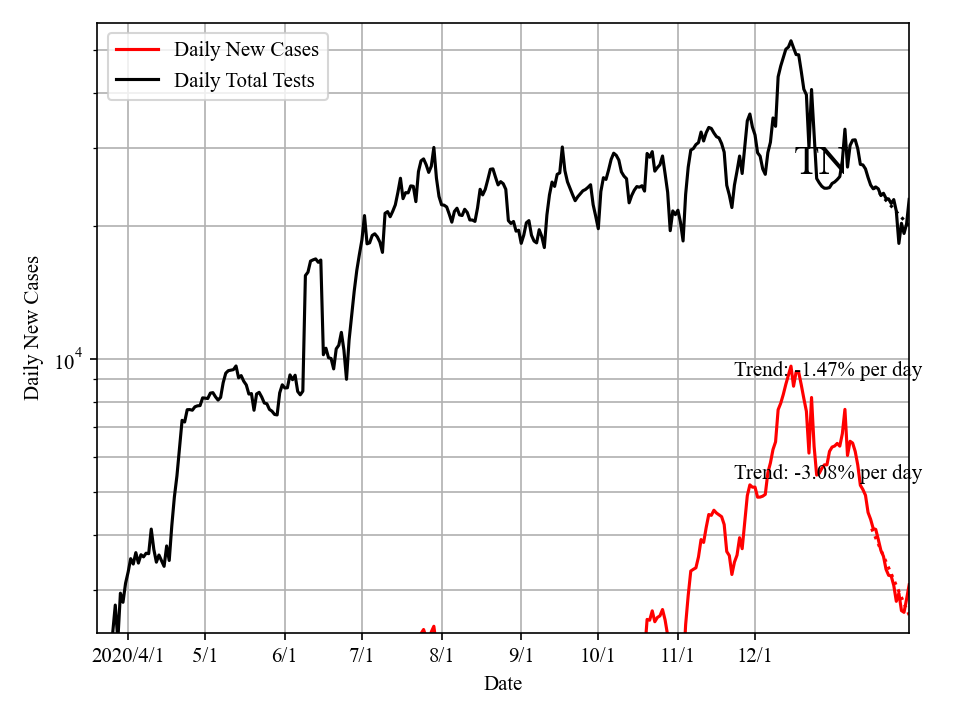 Daily New Cases
Daily Total Tests
TN
Daily New Cases
10^4
Trend: -1.47% per day
Trend: -3.08% per day
2020/4/1 5/1 6/1 7/1 8/1 9/1 10/1 11/1 12/1
Date